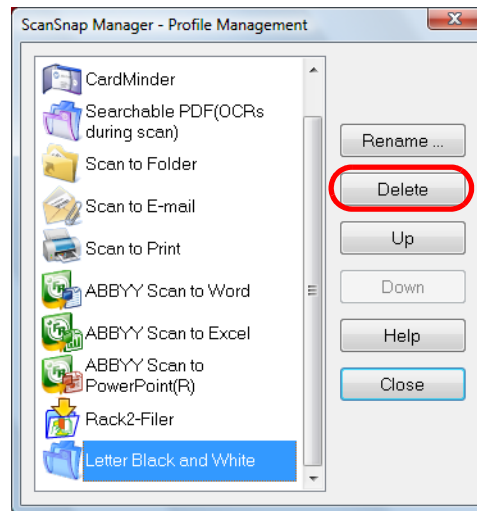 ScanSnap Manager - Profile Management
CardMinder
Searchable PDF(OCRs
during scan)
Scan to Folder
Scan to E-mail
Scan to Print
ABBYY Scan to Word
ABBYY Scan to Excel
ABBYY Scan to
PowerPoint(R)
Rack2-Filer
Letter Black and White
Rename ...
Delete
Up
Down
Help
Close